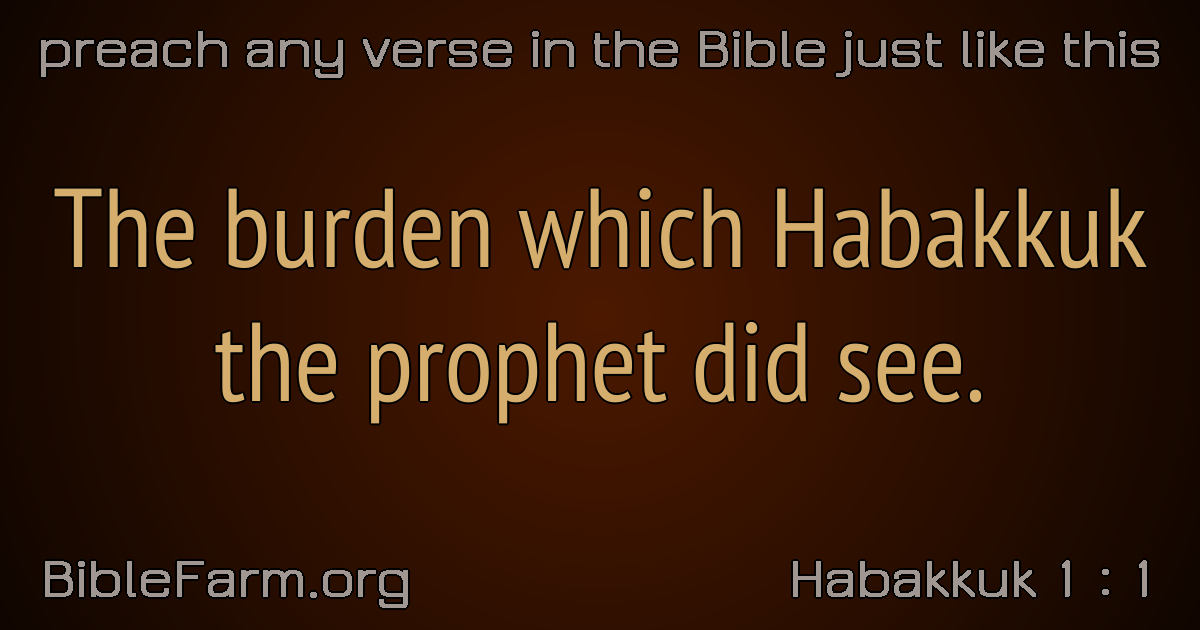 preach any verse in the Bible just like this
The burden which Habakkuk
the prophet did see.
BibleFarm.org
Habakkuk 1 : 1